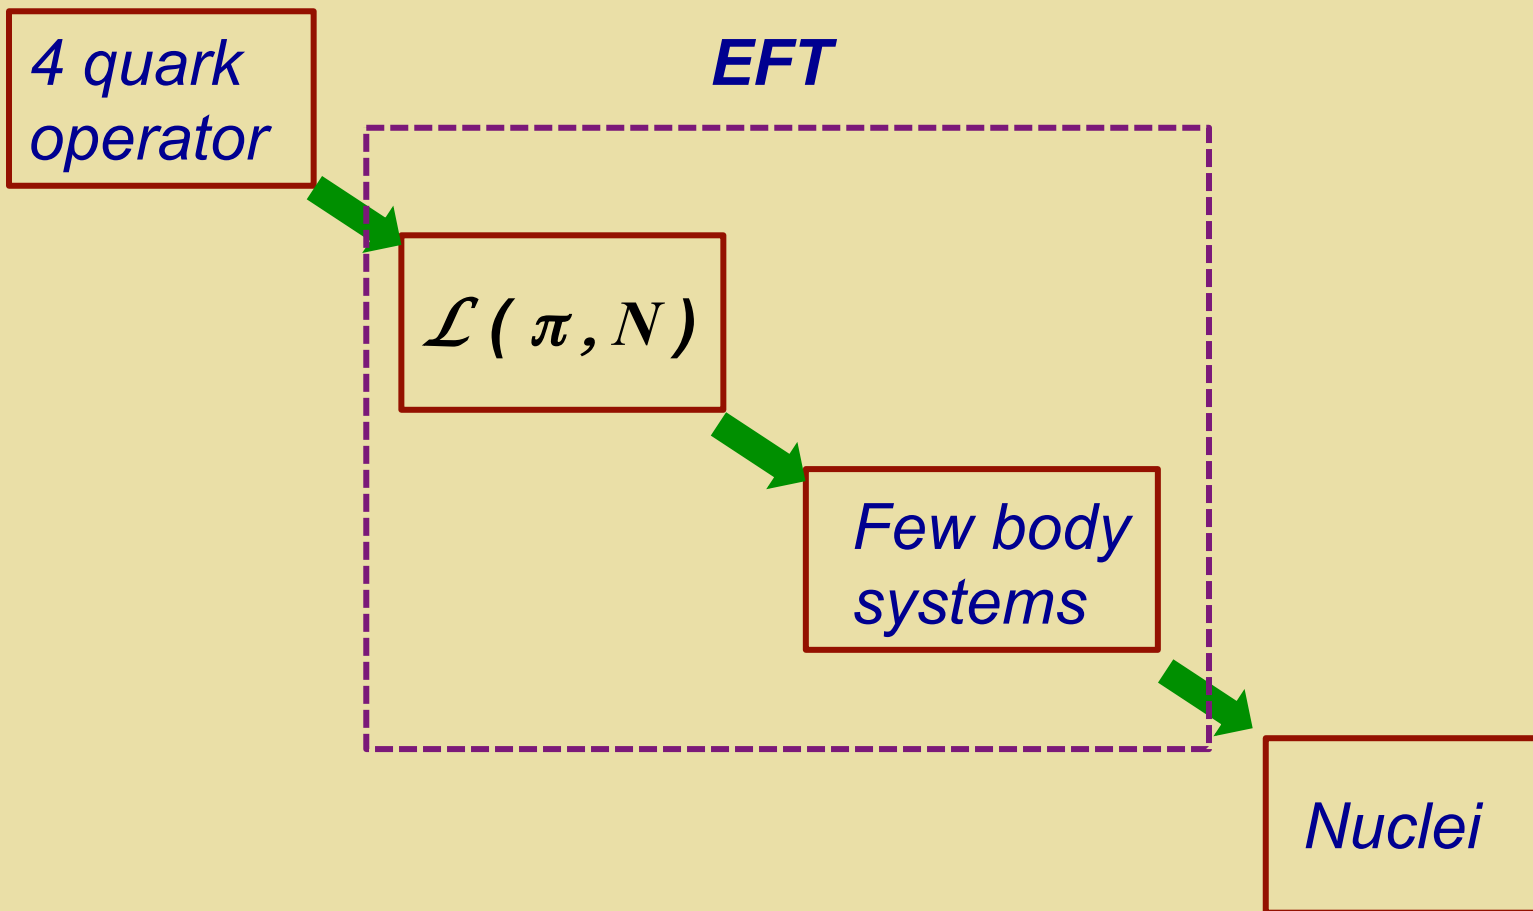 4 quark
operator
EFT
ℒ(π,N)
Few body
systems
Nuclei